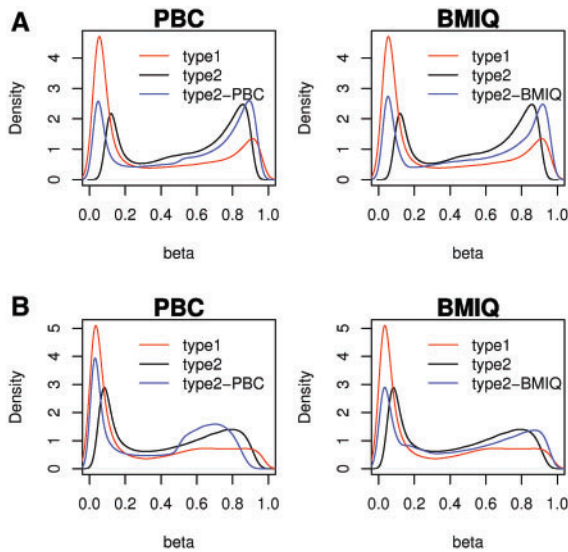 A
PBC
BMIQ
type1
type2
type2-PBC
type1
type2
type2-BMIQ
Density
0 1 2 3 4
0.0 0.2 0.4 0.6 0.8 1.0
beta
Density
0 1 2 3 4
0.0 0.2 0.4 0.6 0.8 1.0
beta
B
PBC
BMIQ
type1
type2
type2-PBC
type1
type2
type2-BMIQ
Density
0 1 2 3 4 5
0.0 0.2 0.4 0.6 0.8 1.0
beta
Density
0 1 2 3 4 5
0.0 0.2 0.4 0.6 0.8 1.0
beta